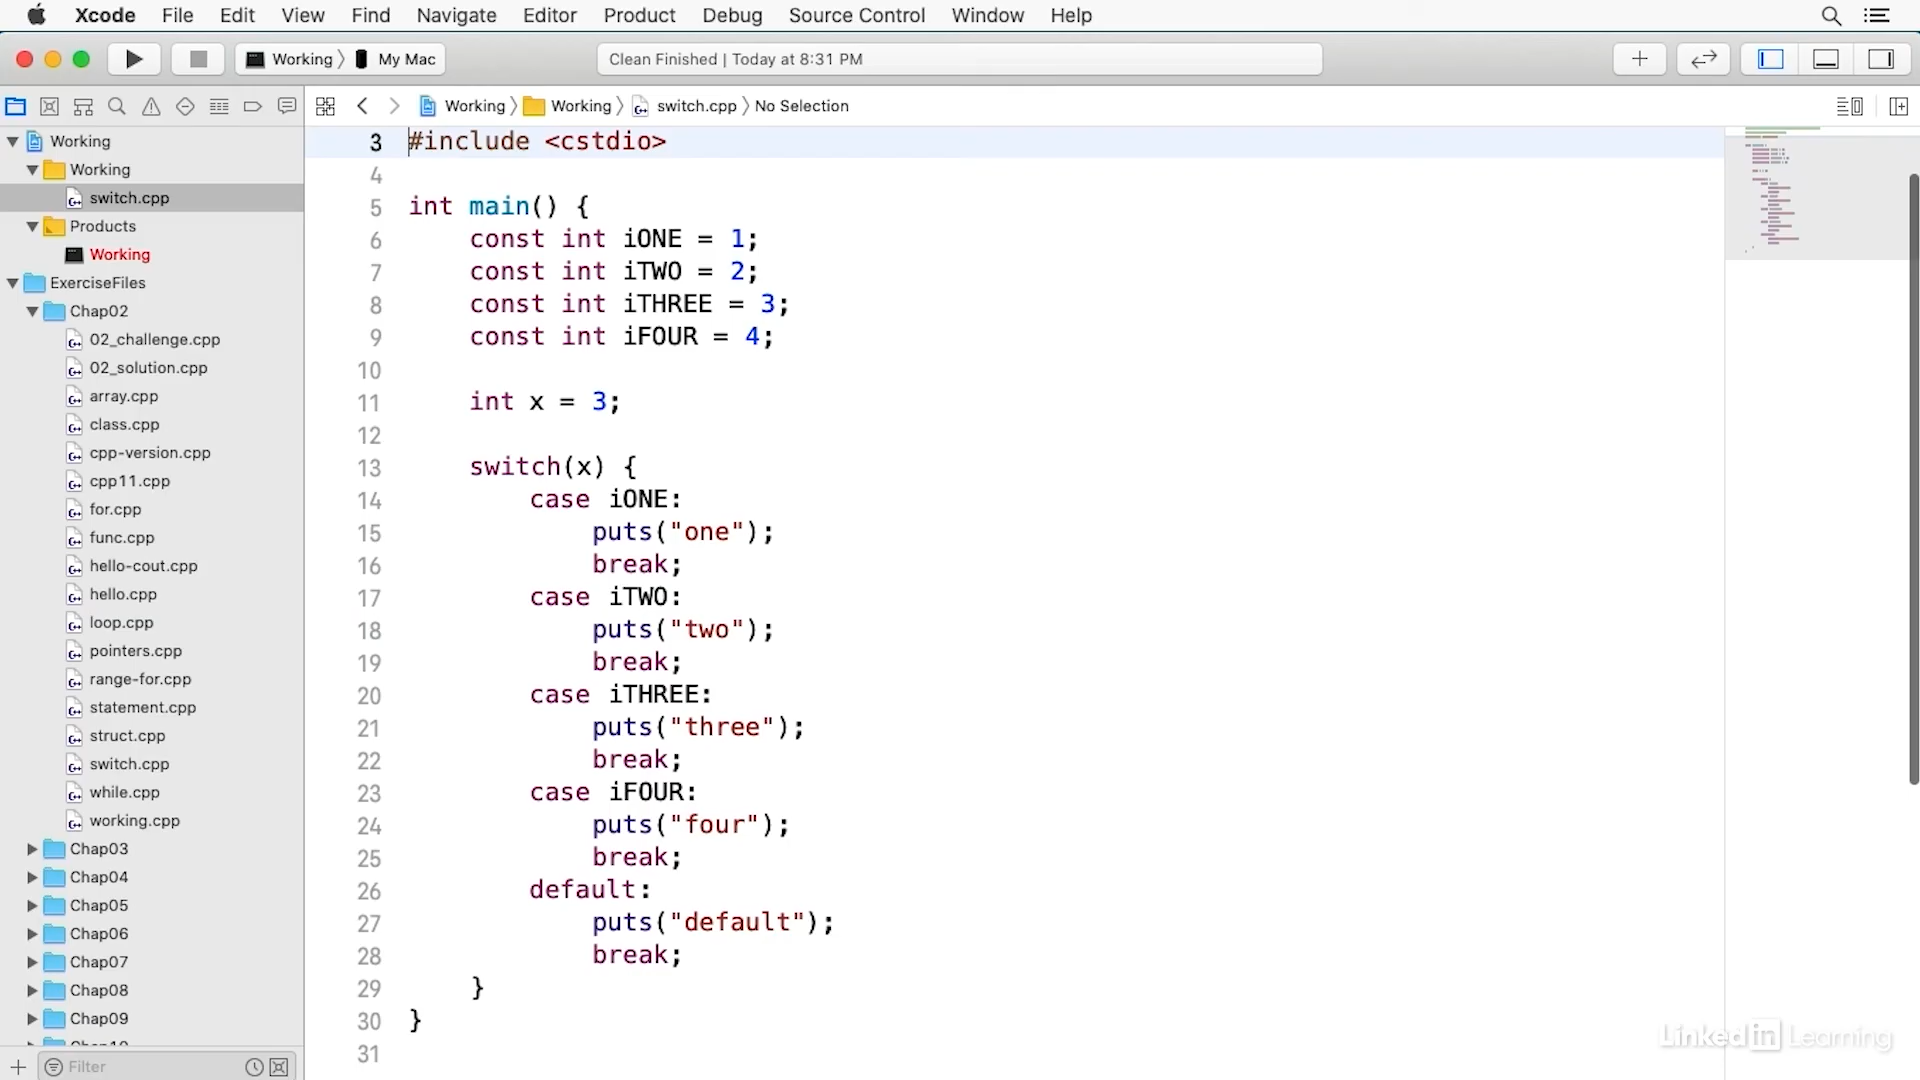 Xcode File Edit View Find Navigate Editor Product Debug Source Control Window Help
Working My Mac
Clean Finished | Today at 8:31 PM
Working Working switch.cpp No Selection
Working
Working
switch.cpp
Products
Working
ExerciseFiles
Chap02
02_challenge.cpp
02_solution.cpp
array.cpp
class.cpp
cpp-version.cpp
cpp11.cpp
for.cpp
func.cpp
hello-cout.cpp
hello.cpp
loop.cpp
pointers.cpp
range-for.cpp
statement.cpp
struct.cpp
switch.cpp
while.cpp
working.cpp
Chap03
Chap04
Chap05
Chap06
Chap07
Chap08
Chap09
Filter
3 #include <cstdio>
4
5 int main() {
6 const int iONE = 1;
7 const int iTWO = 2;
8 const int iTHREE = 3;
9 const int iFOUR = 4;
10
11 int x = 3;
12
13 switch(x) {
14 case iONE:
15 puts("one");
16 break;
17 case iTWO:
18 puts("two");
19 break;
20 case iTHREE:
21 puts("three");
22 break;
23 case iFOUR:
24 puts("four");
25 break;
26 default:
27 puts("default");
28 break;
29 }
30 }
31
Linked in Learning